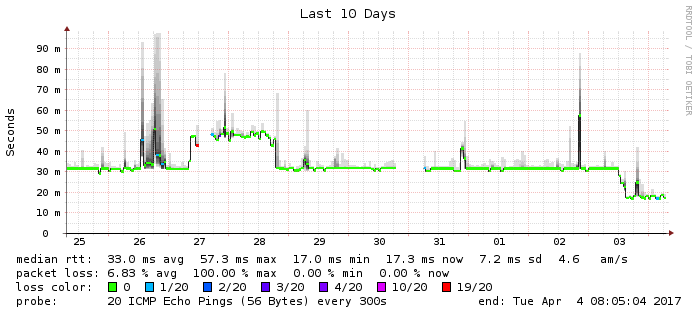 Last 10 Days
RRDTOOL / TOBI OETIKER
Seconds
90 m
80 m
70 m
60 m
50 m
40 m
30 m
20 m
10 m
0
25 26 27 28 29 30 31 01 02 03
median rtt: 33.0 ms avg 57.3 ms max 17.0 ms min 17.3 ms now 7.2 ms sd 4.6 am/s
packet loss: 6.83 % avg 100.00 % max 0.00 % min 0.00 % now
loss color: 0 1/20 2/20 3/20 4/20 10/20 19/20
probe: 20 ICMP Echo Pings (56 Bytes) every 300s end: Tue Apr 4 08:05:04 2017